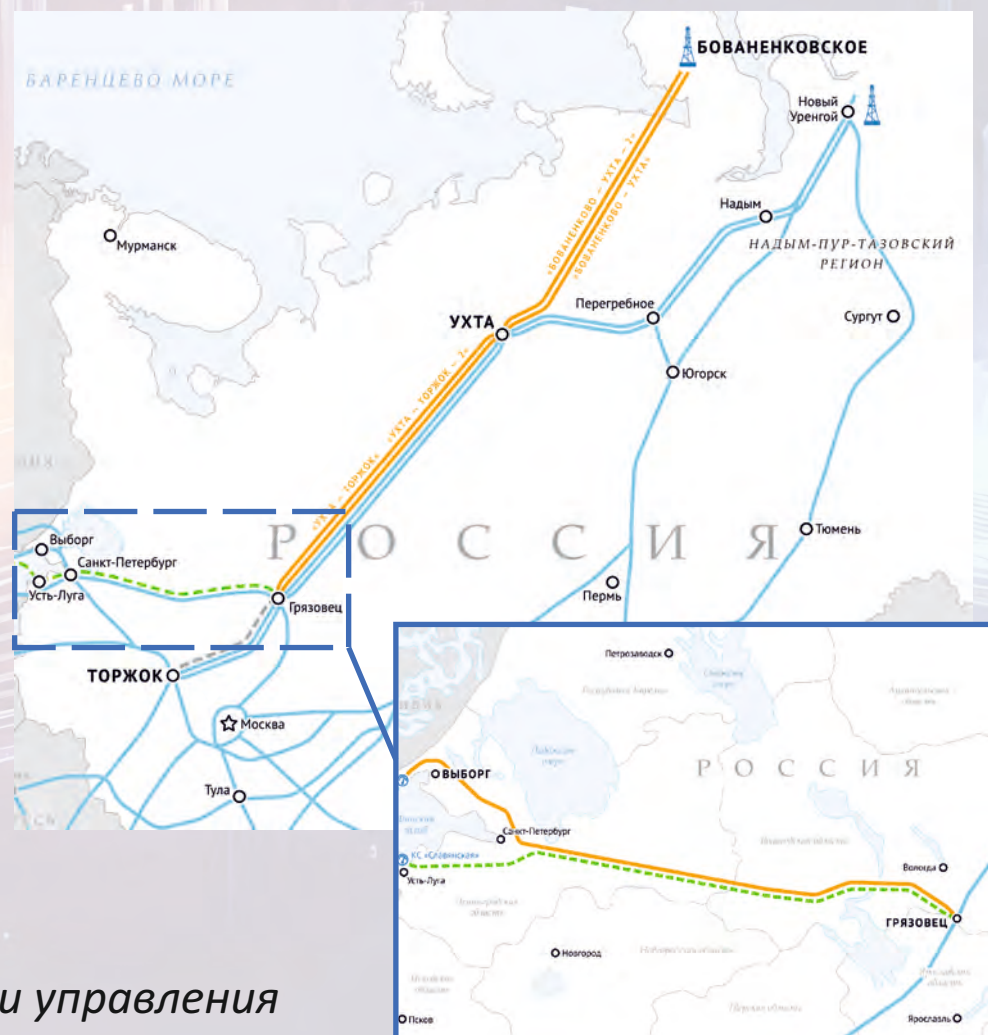 БАРЕНЦЕВО МОРЕ
БОВАНЕНКОВСКОЕ
Новый
Уренгой
«БОВАНЕНКОВО – УХТА – 2»
«БОВАНЕНКОВО – УХТА»
Надым
НАДЫМ-ПУР-ТАЗОВСКИЙ
РЕГИОН
Мурманск
Перегребное
Сургут
УХТА
Югорск
«УХТА – ТОРЖОК – 2»
«УХТА – ТОРЖОК»
РОССИЯ
Тюмень
Выборг
Санкт-Петербург
Усть-Луга
Грязовец
Пермь
ТОРЖОК
Москва
Тула
Петрозаводск
РОССИЯ
ВЫБОРГ
Санкт-Петербург
КС «Славянская»
Усть-Луга
Вологда
ГРЯЗОВЕЦ
Новгород
Псков
Ярославль
и управления